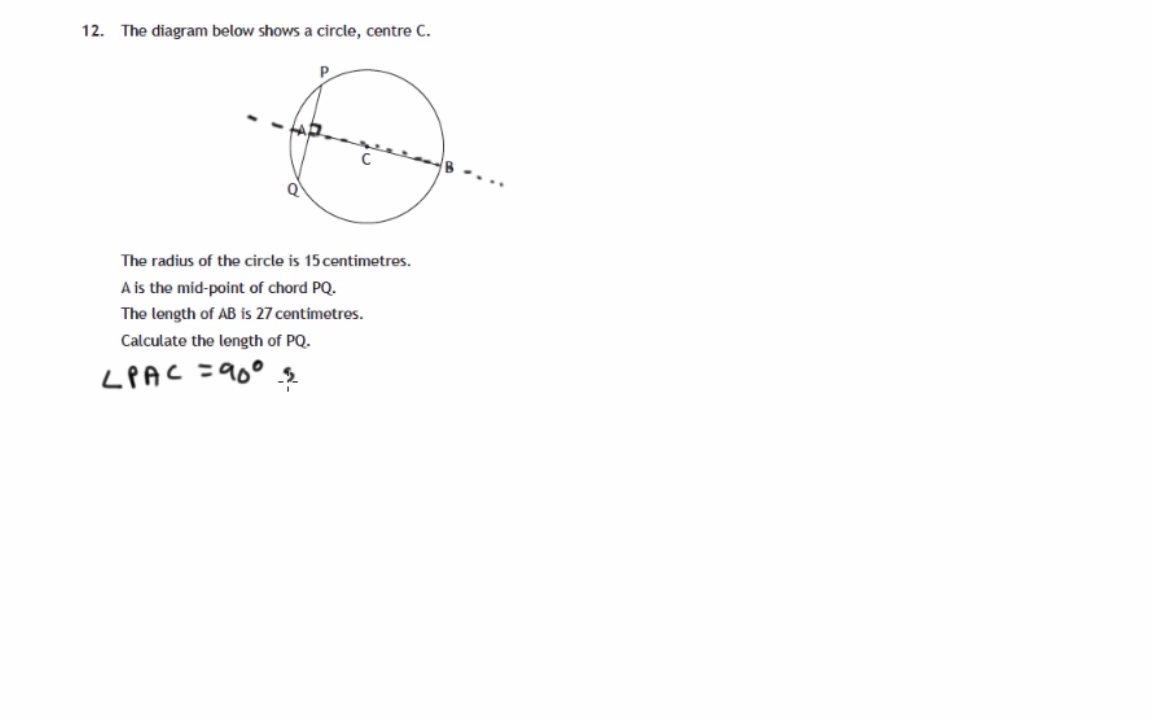 12. The diagram below shows a circle, centre C.
P
A
C
B
Q
The radius of the circle is 15 centimetres.
A is the mid-point of chord PQ.
The length of AB is 27 centimetres.
Calculate the length of PQ.
∠PAC = 90°